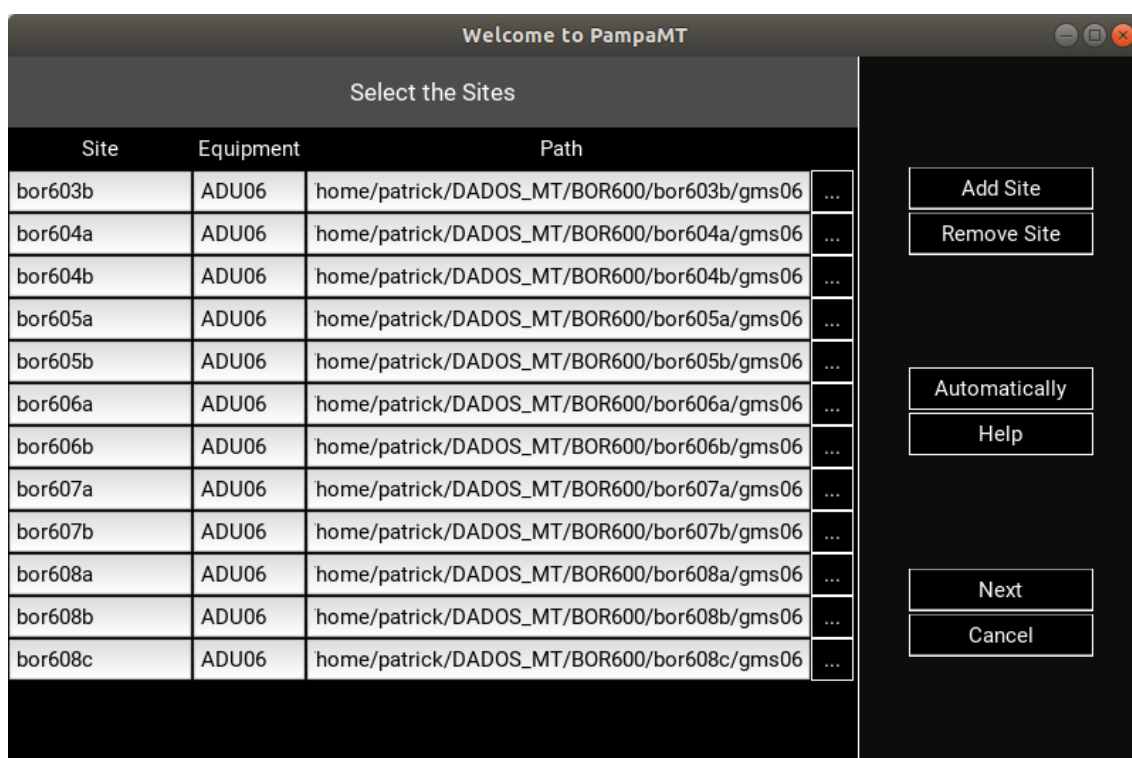 Welcome to PampaMT
Select the Sites
Site Equipment Path
bor603b ADU06 home/patrick/DADOS_MT/BOR600/bor603b/gms06 ...
bor604a ADU06 home/patrick/DADOS_MT/BOR600/bor604a/gms06 ...
bor604b ADU06 home/patrick/DADOS_MT/BOR600/bor604b/gms06 ...
bor605a ADU06 home/patrick/DADOS_MT/BOR600/bor605a/gms06 ...
bor605b ADU06 home/patrick/DADOS_MT/BOR600/bor605b/gms06 ...
bor606a ADU06 home/patrick/DADOS_MT/BOR600/bor606a/gms06 ...
bor606b ADU06 home/patrick/DADOS_MT/BOR600/bor606b/gms06 ...
bor607a ADU06 home/patrick/DADOS_MT/BOR600/bor607a/gms06 ...
bor607b ADU06 home/patrick/DADOS_MT/BOR600/bor607b/gms06 ...
bor608a ADU06 home/patrick/DADOS_MT/BOR600/bor608a/gms06 ...
bor608b ADU06 home/patrick/DADOS_MT/BOR600/bor608b/gms06 ...
bor608c ADU06 home/patrick/DADOS_MT/BOR600/bor608c/gms06 ...
Add Site
Remove Site
Automatically
Help
Next
Cancel